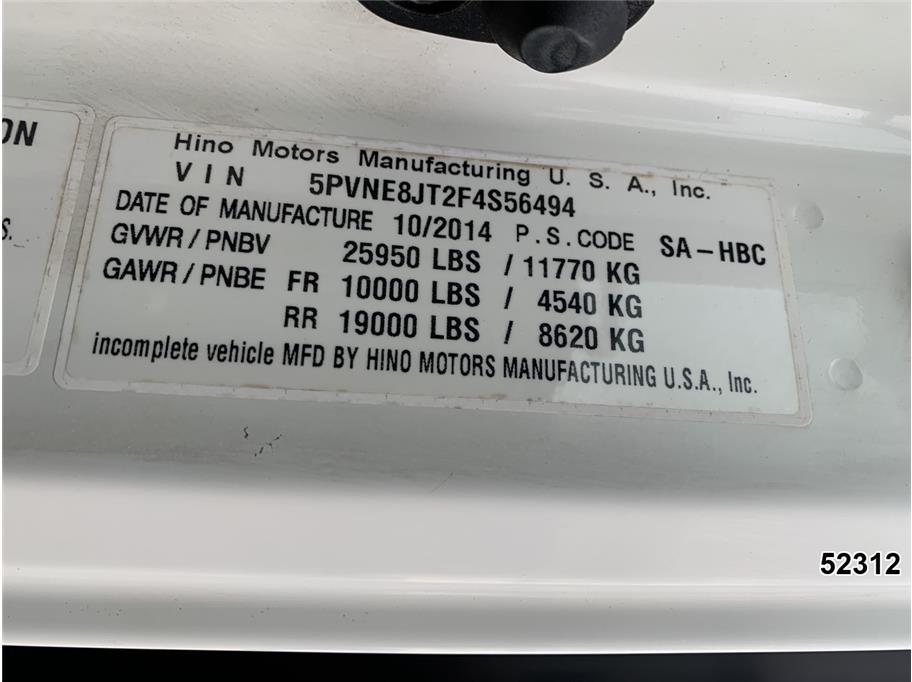 ON
S.
Hino Motors Manufacturing U. S. A., Inc.
VIN 5PVNE8JT2F4S56494
DATE OF MANUFACTURE 10/2014 P.S.CODE SA-HBC
GVWR/PNBV 25950 LBS / 11770 KG
GAWR/PNBE FR 10000 LBS / 4540 KG
RR 19000 LBS / 8620 KG
incomplete vehicle MFD BY HINO MOTORS MANUFACTURING U.S.A., Inc.
52312